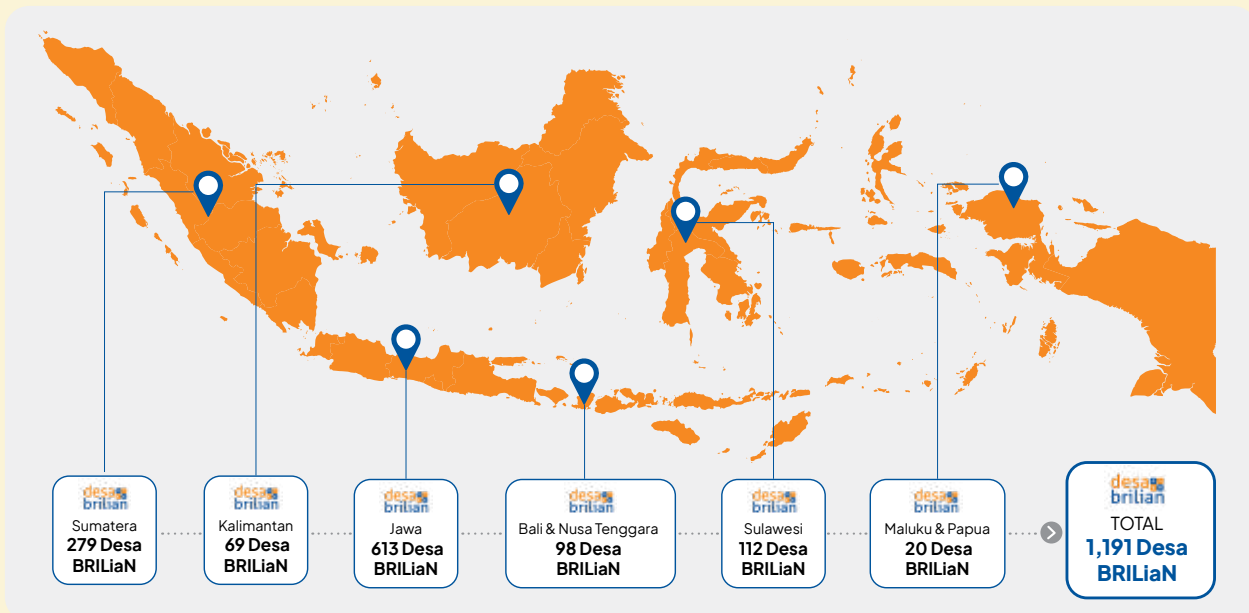 desa
brilian
Sumatera
279 Desa
BRILiaN
desa
brilian
Kalimantan
69 Desa
BRILiaN
desa
brilian
Jawa
613 Desa
BRILiaN
desa
brilian
Bali & Nusa Tenggara
98 Desa
BRILiaN
desa
brilian
Sulawesi
112 Desa
BRILiaN
desa
brilian
Maluku & Papua
20 Desa
BRILiaN
desa
brilian
TOTAL
1,191 Desa
BRILiaN